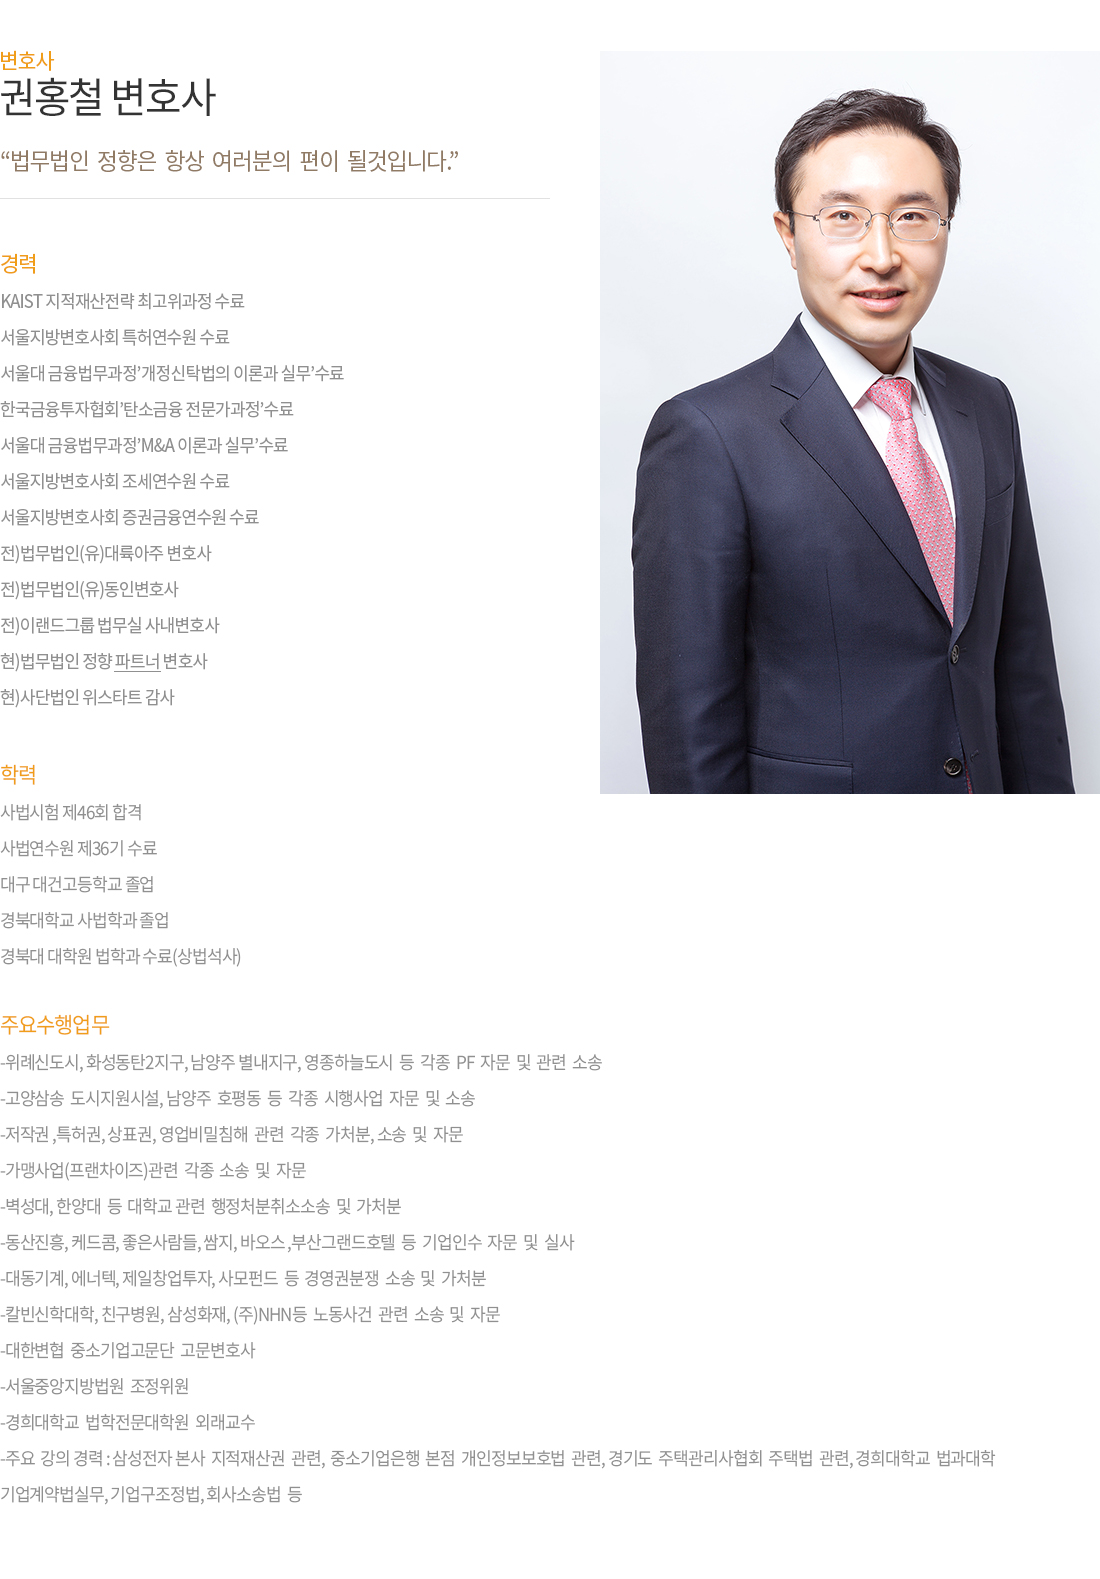 변호사
권홍철 변호사
“법무법인 정향은 항상 여러분의 편이 될것입니다.”
경력
KAIST 지적재산전략 최고위과정 수료
서울지방변호사회 특허연수원 수료
서울대 금융법무과정’개정신탁법의 이론과 실무’수료
한국금융투자협회’탄소금융 전문가과정’수료
서울대 금융법무과정’M&A 이론과 실무’수료
서울지방변호사회 조세연수원 수료
서울지방변호사회 증권금융연수원 수료
전)법무법인(유)대륙아주 변호사
전)법무법인(유)동인변호사
전)이랜드그룹 법무실 사내변호사
현)법무법인 정향 파트너 변호사
현)사단법인 위스타트 감사
학력
사법시험 제46회 합격
사법연수원 제36기 수료
대구 대건고등학교 졸업
경북대학교 사법학과 졸업
경북대 대학원 법학과 수료(상법석사)
주요수행업무
-위례신도시, 화성동탄2지구, 남양주 별내지구, 영종하늘도시 등 각종 PF 자문 및 관련 소송
-고양삼송 도시지원시설, 남양주 호평동 등 각종 시행사업 자문 및 소송
-저작권 ,특허권, 상표권, 영업비밀침해 관련 각종 가처분, 소송 및 자문
-가맹사업(프랜차이즈)관련 각종 소송 및 자문
-벽성대, 한양대 등 대학교 관련 행정처분취소소송 및 가처분
-동산진흥, 케드콤, 좋은사람들, 쌈지, 바오스 ,부산그랜드호텔 등 기업인수 자문 및 실사
-대동기계, 에너텍, 제일창업투자, 사모펀드 등 경영권분쟁 소송 및 가처분
-칼빈신학대학, 친구병원, 삼성화재, (주)NHN등 노동사건 관련 소송 및 자문
-대한변협 중소기업고문단 고문변호사
-서울중앙지방법원 조정위원
-경희대학교 법학전문대학원 외래교수
-주요 강의 경력 : 삼성전자 본사 지적재산권 관련, 중소기업은행 본점 개인정보보호법 관련, 경기도 주택관리사협회 주택법 관련, 경희대학교 법과대학
기업계약법실무, 기업구조정법, 회사소송법 등